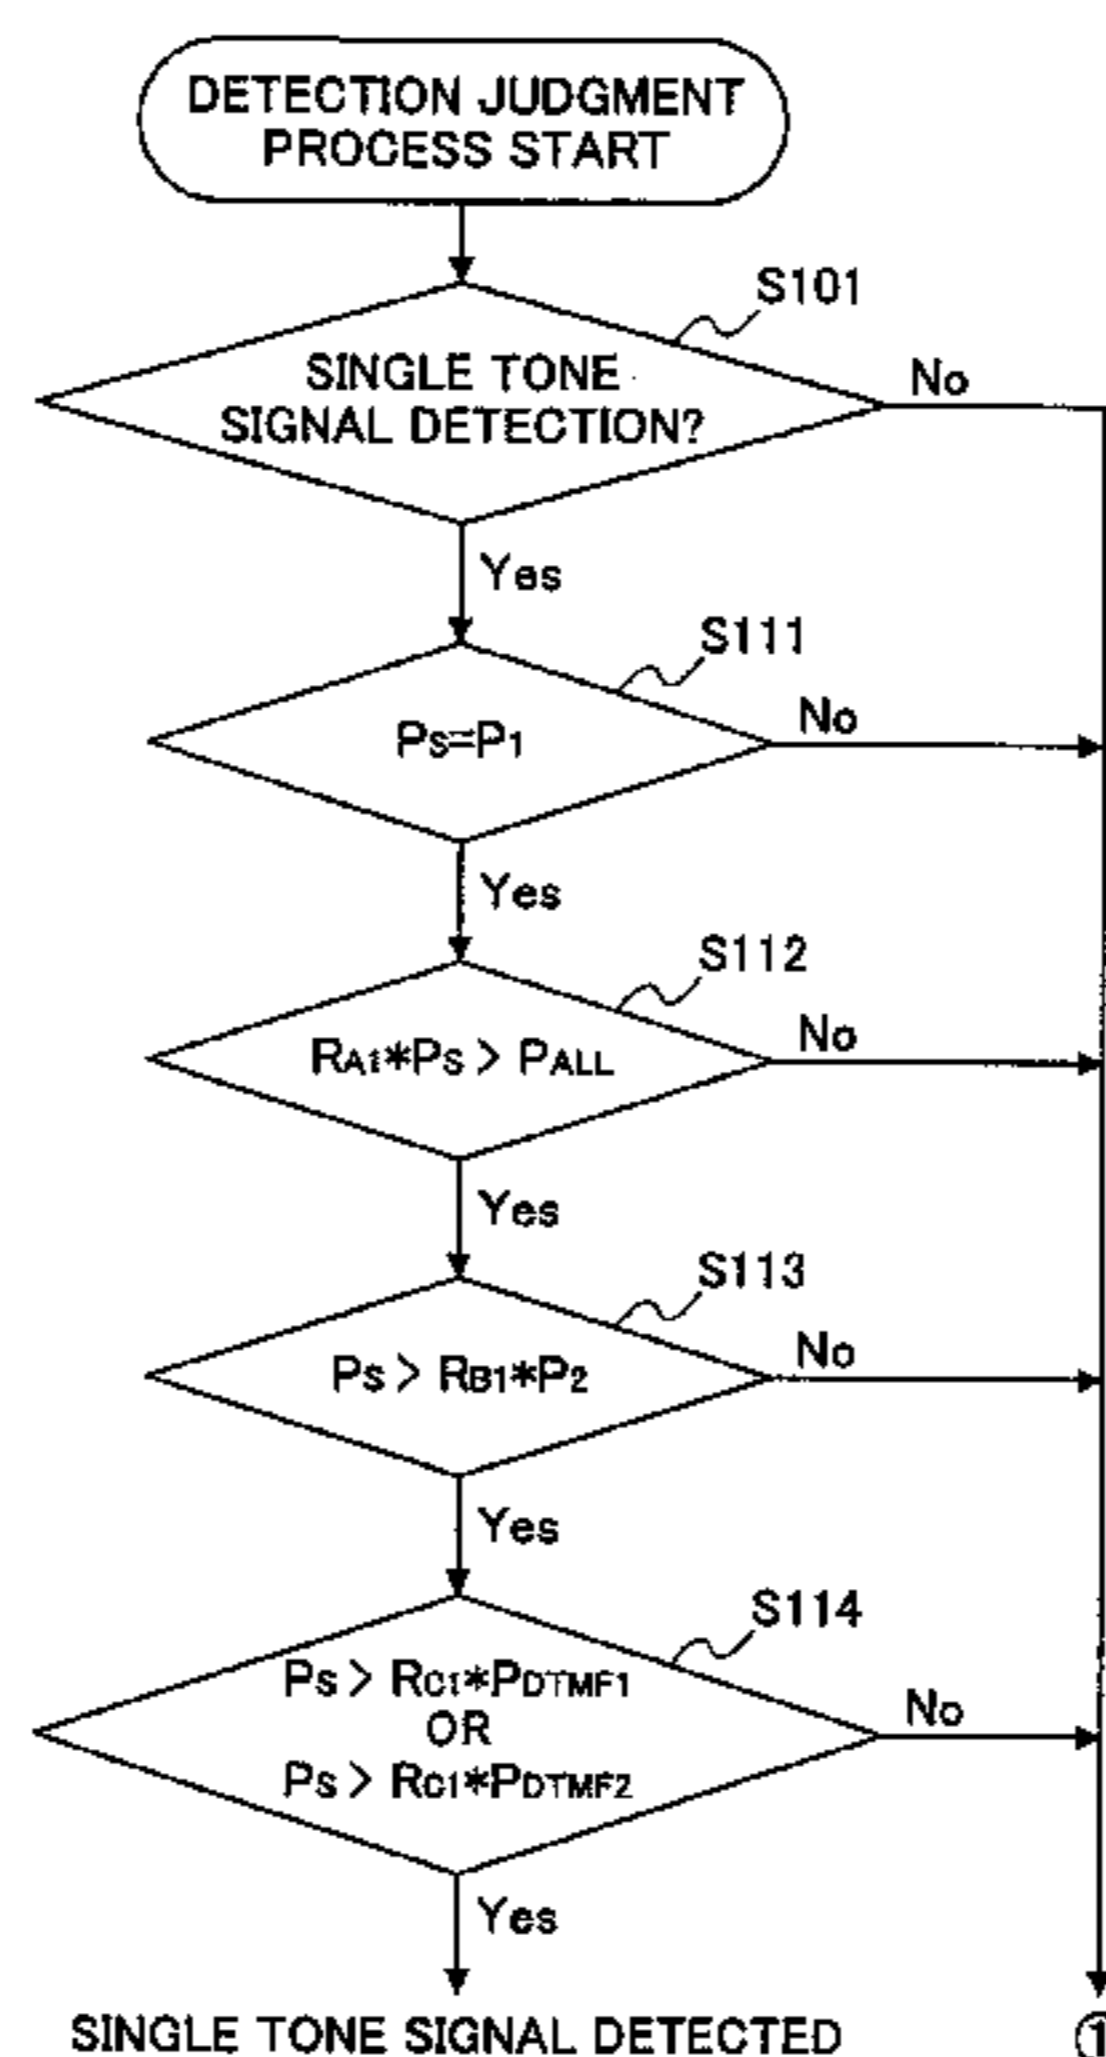 DETECTION JUDGMENT
PROCESS START
S101
SINGLE TONE
SIGNAL DETECTION?
No
Yes
S111
PS=P1
No
Yes
S112
RA1*PS > PALL
No
Yes
S113
PS > RB1*P2
No
Yes
S114
PS > RC1*PDTMF1
OR
PS > RC1*PDTMF2
No
Yes
SINGLE TONE SIGNAL DETECTED
①